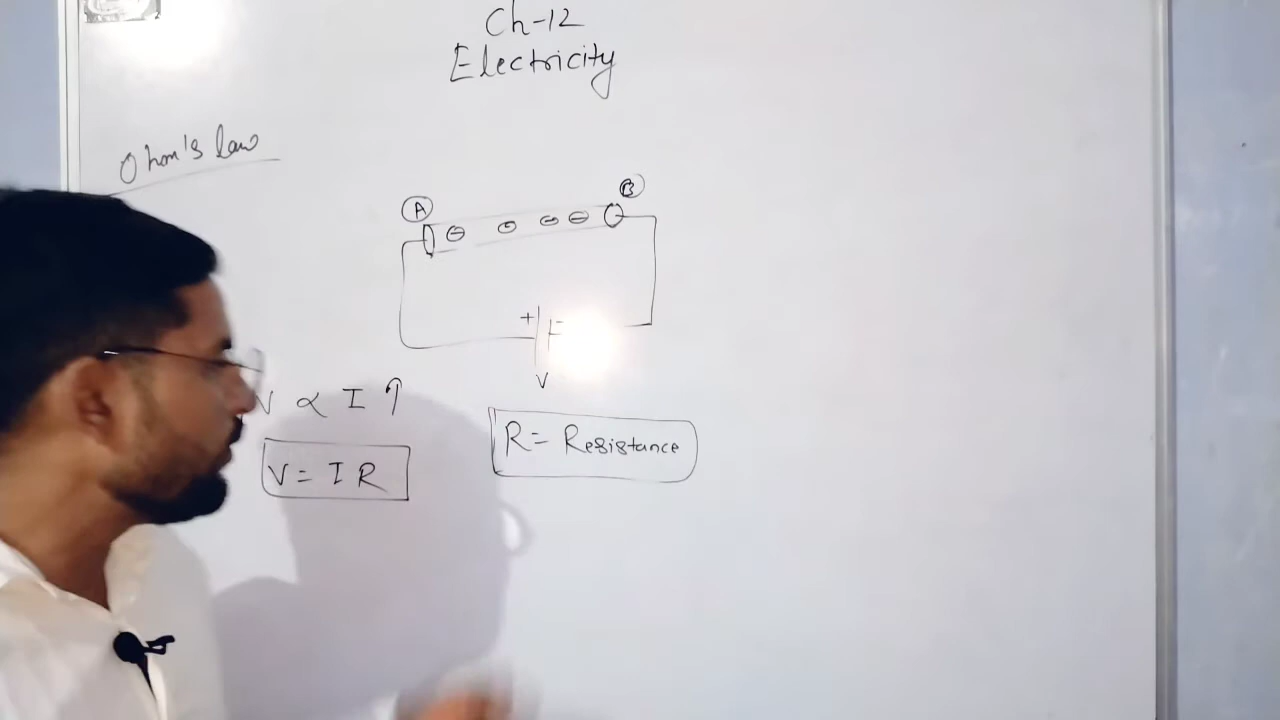 Ch-12
Electricity
Ohm's law
A
B
+
V
V ∝ I ↑
V = I R
R = Resistance